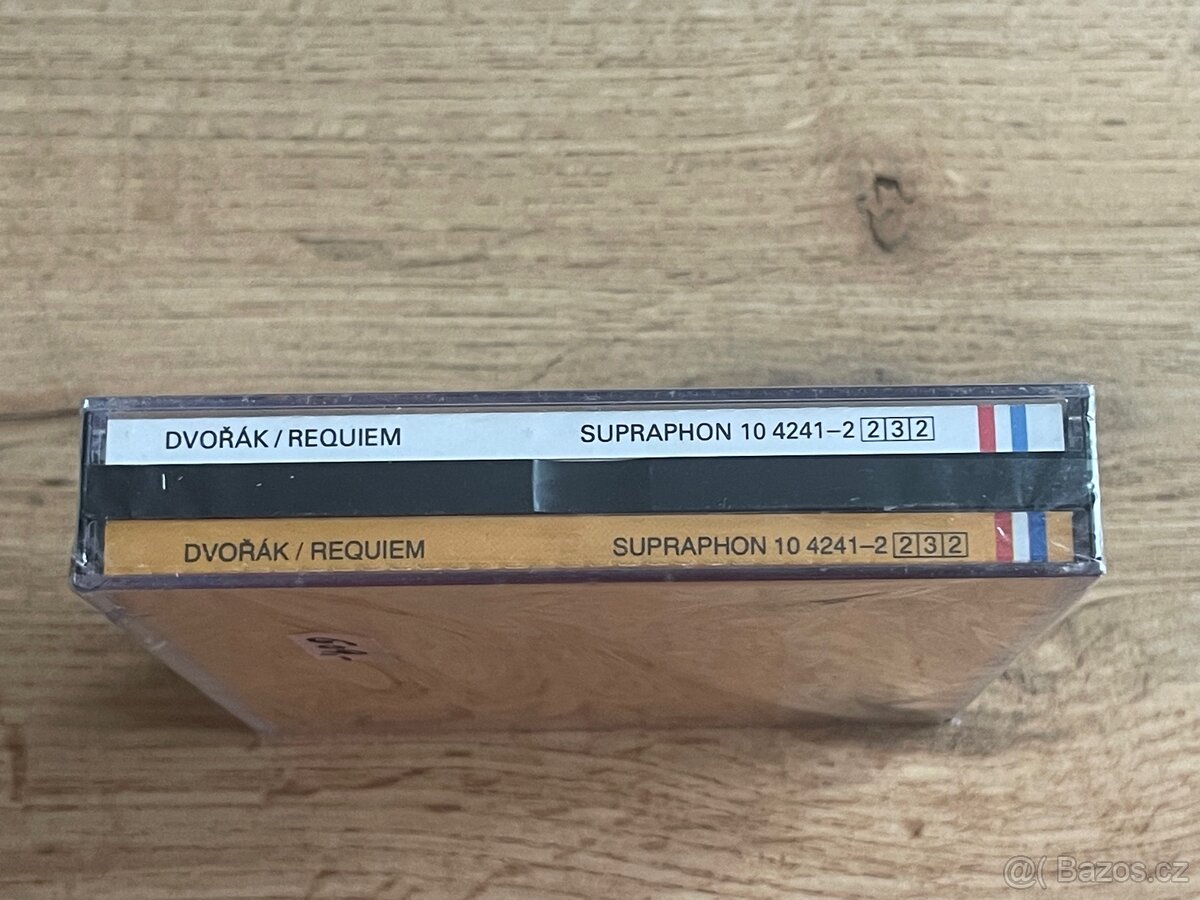 DVOŘÁK / REQUIEM SUPRAPHON 10 4241–2 2 3 2
DVOŘÁK / REQUIEM SUPRAPHON 10 4241–2 2 3 2
@( Bazos.cz